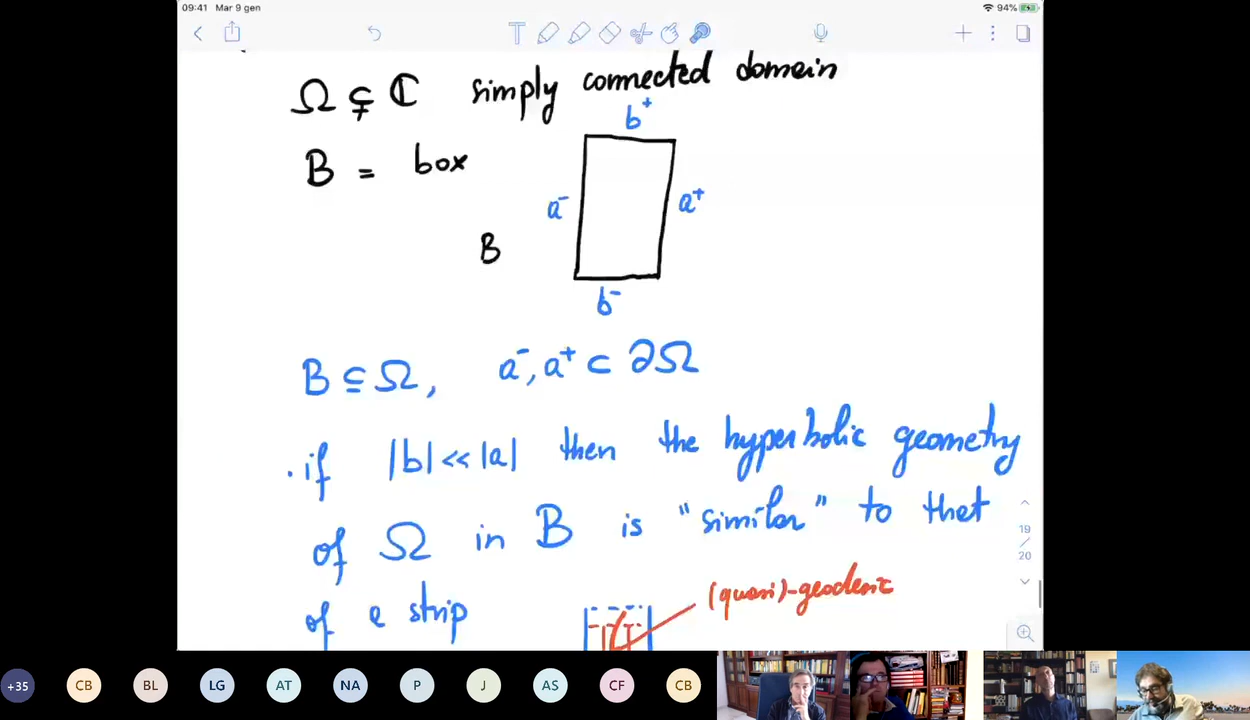 09:41 Mar 9 gen
94%
Ω ⊊ ℂ simply connected domain
b⁺
B = box
a⁻
a⁺
B
b⁻
B ⊆ Ω, a⁻, a⁺ ⊂ ∂Ω
. if |b| << |a| then the hyperbolic geometry
of Ω in B is "similar" to that
of a strip
(quasi)-geodesic
19
/
20
+35 CB BL LG AT NA P J AS CF CB